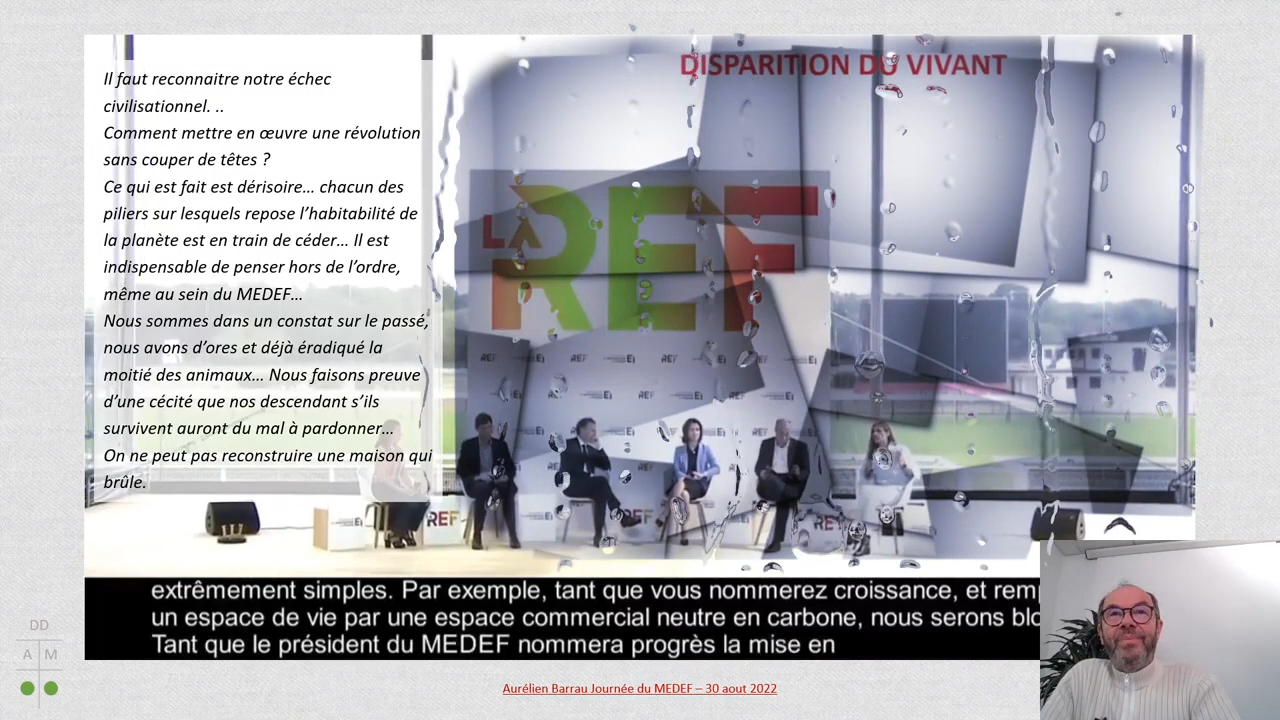 DISPARITION DU VIVANT
Il faut reconnaitre notre échec
civilisationnel. ..
Comment mettre en œuvre une révolution
sans couper de têtes ?
Ce qui est fait est dérisoire… chacun des
piliers sur lesquels repose l’habitabilité de
la planète est en train de céder… Il est
indispensable de penser hors de l’ordre,
même au sein du MEDEF…
Nous sommes dans un constat sur le passé,
nous avons d’ores et déjà éradiqué la
moitié des animaux… Nous faisons preuve
d’une cécité que nos descendant s’ils
survivent auront du mal à pardonner…
On ne peut pas reconstruire une maison qui
brûle.
LA
REF
REF
REF
extrêmement simples. Par exemple, tant que vous nommerez croissance, et
un espace de vie par une espace commercial neutre en carbone, nous serons
Tant que le président du MEDEF nommera progrès la mise en
DD
A M
Aurélien Barrau Journée du MEDEF – 30 aout 2022